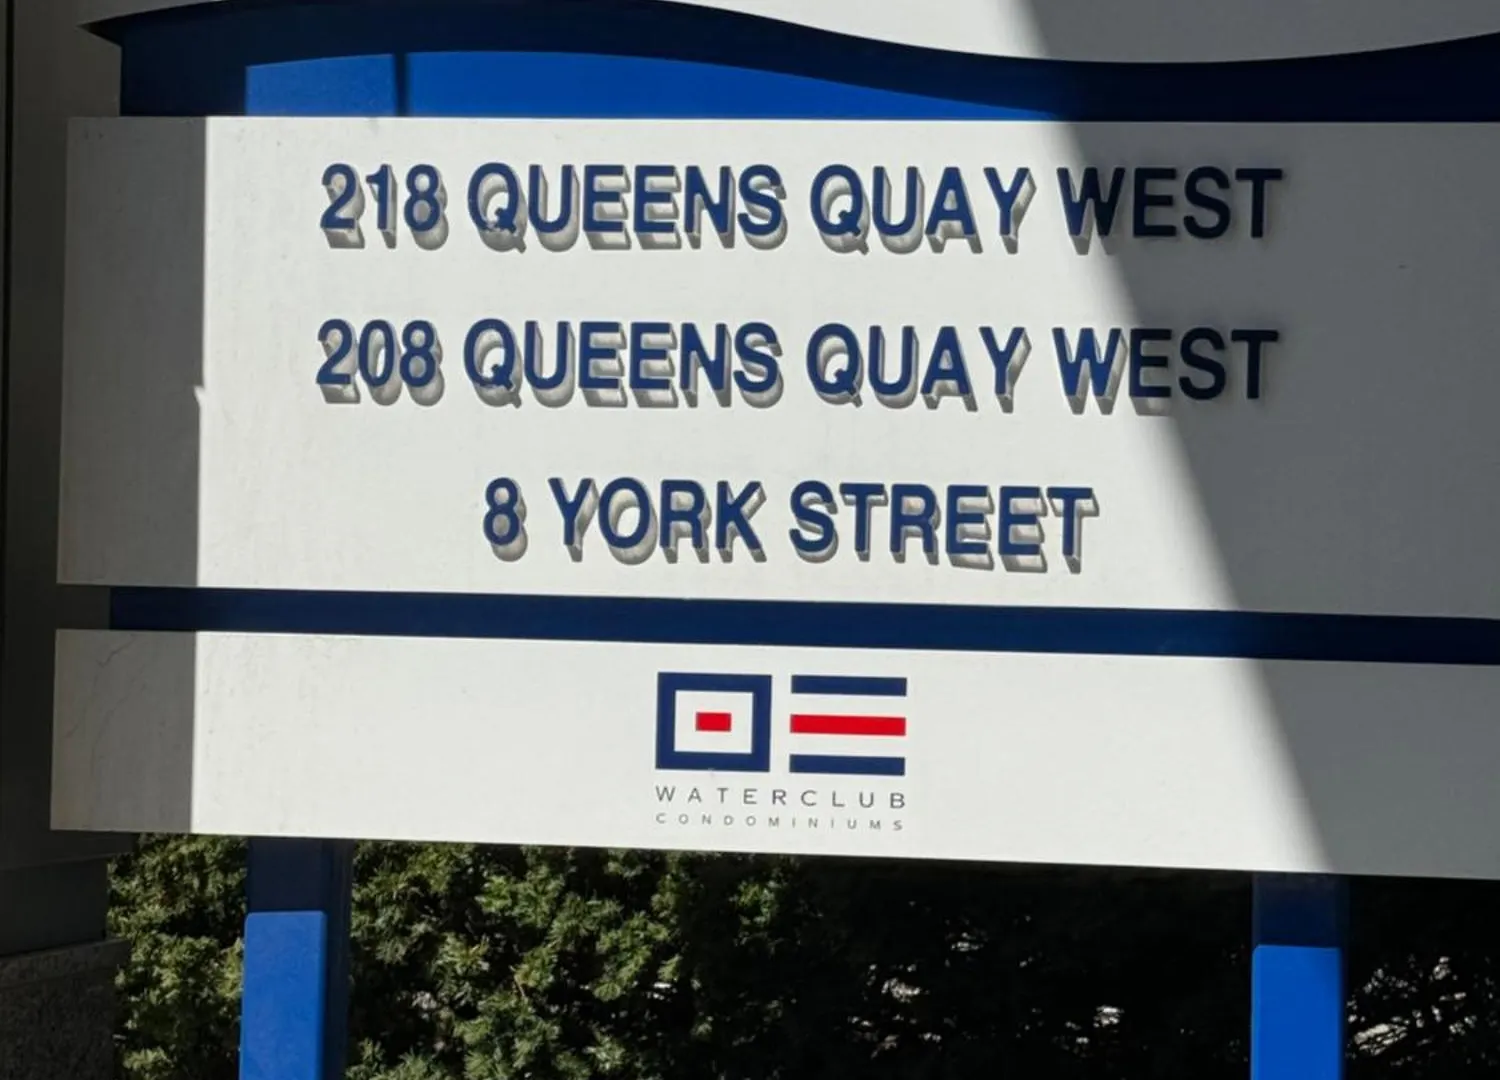 218 QUEENS QUAY WEST
208 QUEENS QUAY WEST
8 YORK STREET
WATERCLUB
CONDOMINIUMS